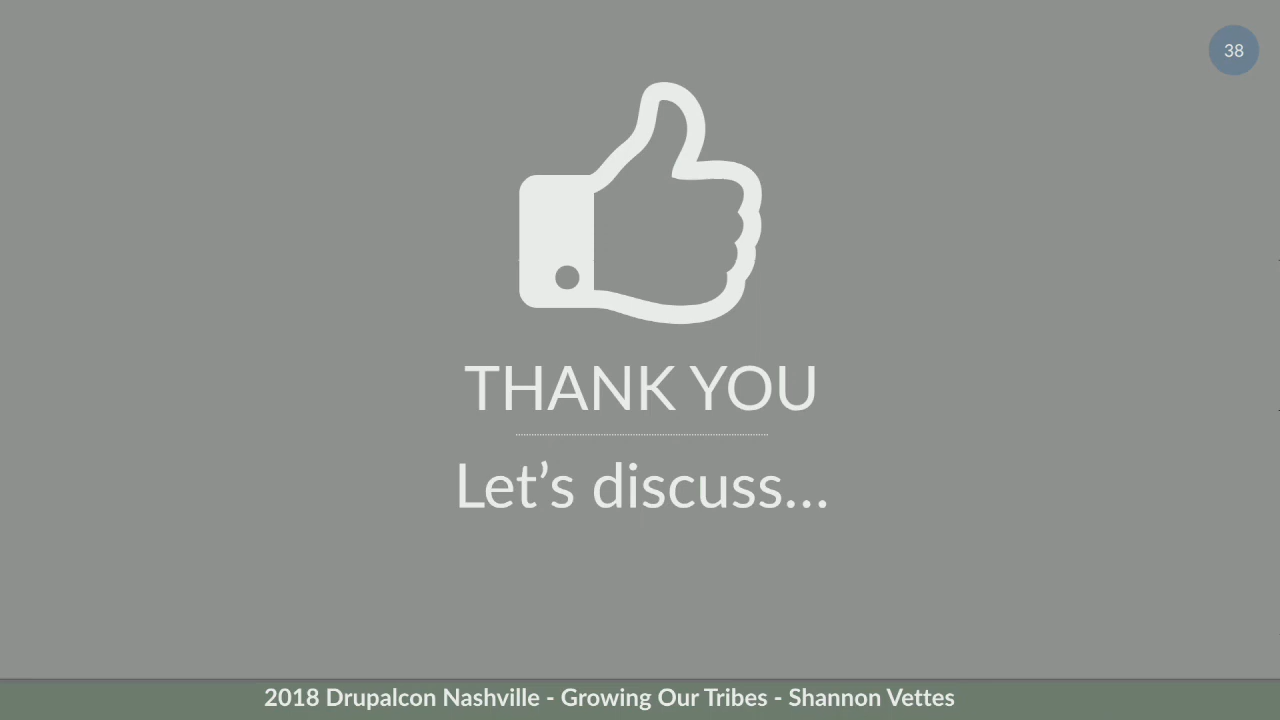 38
THANK YOU
Let’s discuss...
2018 Drupalcon Nashville - Growing Our Tribes - Shannon Vettes